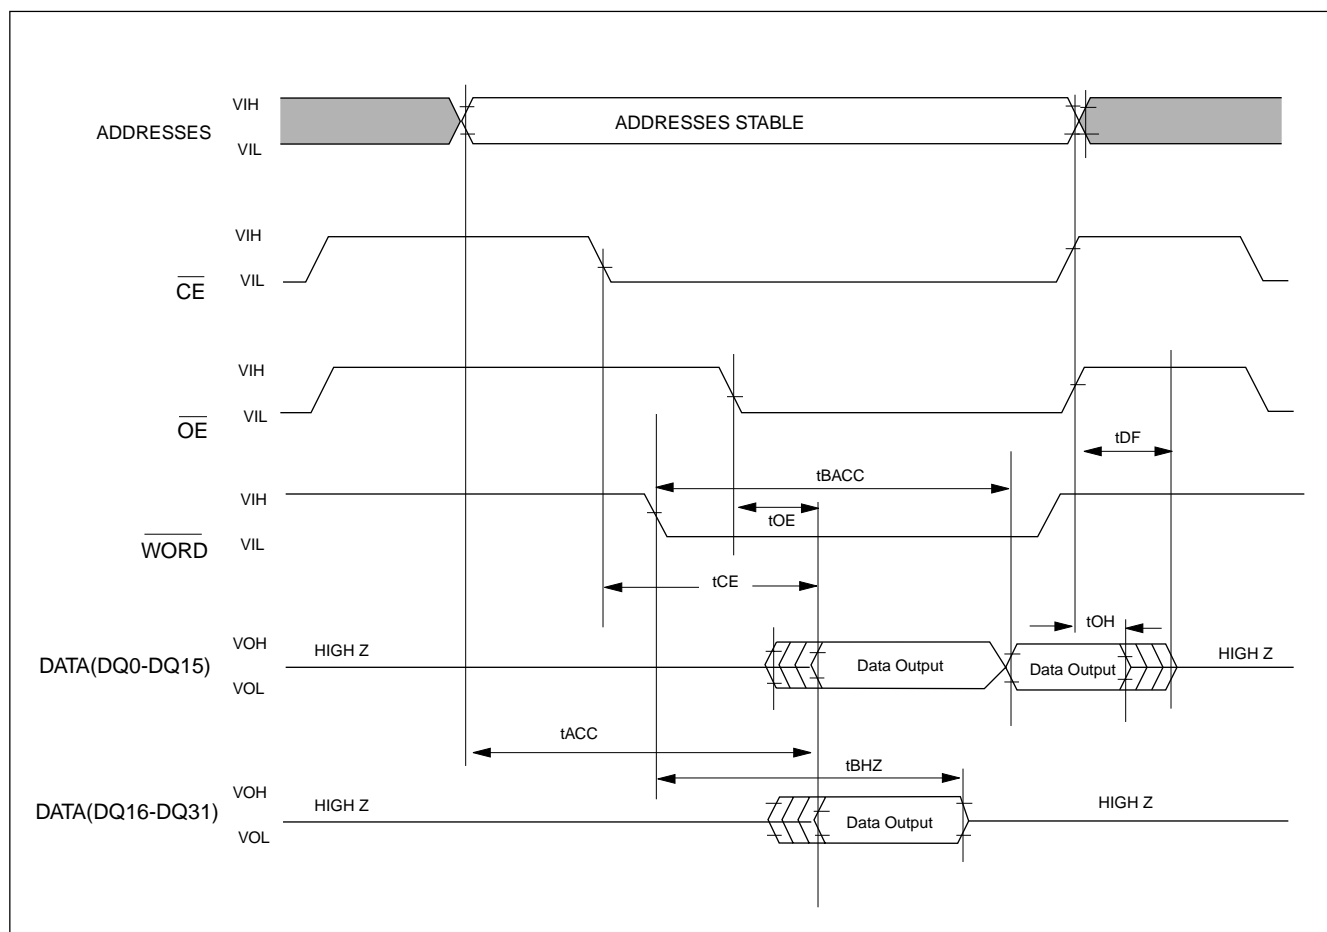 VIH
ADDRESSES
ADDRESSES STABLE
VIL
VIH
CE
VIL
VIH
OE
VIL
tDF
tBACC
VIH
tOE
WORD
VIL
tCE
tOH
VOH
HIGH Z
DATA(DQ0-DQ15)
Data Output
Data Output
HIGH Z
VOL
tACC
tBHZ
VOH
HIGH Z
HIGH Z
DATA(DQ16-DQ31)
Data Output
VOL